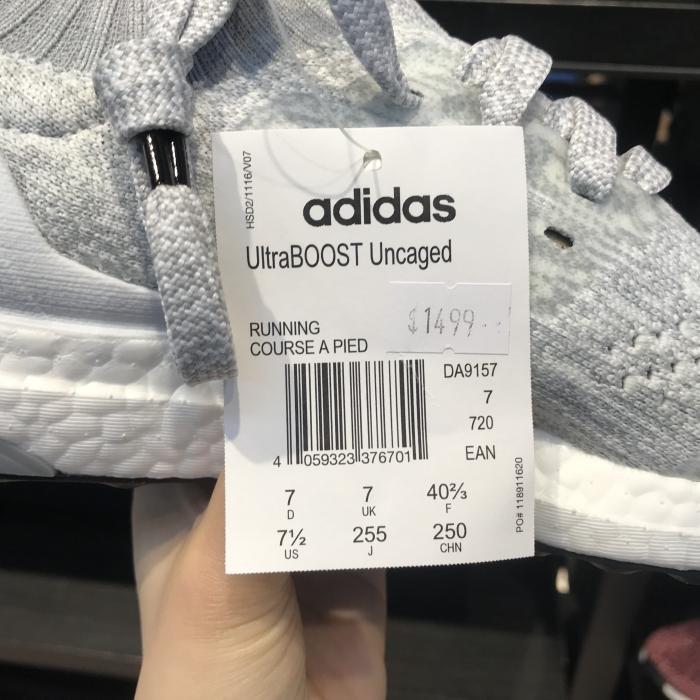 HSD2/1116/V07
adidas
UltraBOOST Uncaged
$1499
RUNNING
COURSE A PIED
DA9157
7
720
4 059323 376701
EAN
7 7 40⅔
D UK F
7½ 255 250
US J CHN
PO# 118911620